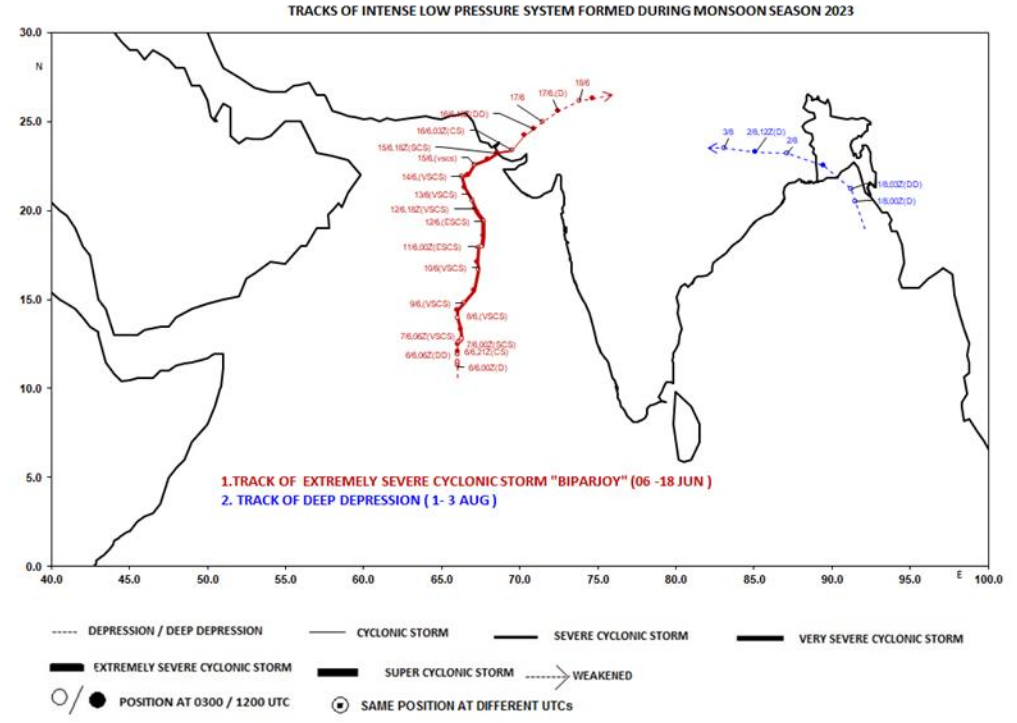 TRACKS OF INTENSE LOW PRESSURE SYSTEM FORMED DURING MONSOON SEASON 2023
30.0
N
25.0
20.0
15.0
10.0
5.0
0.0
18/6
17/6,(D)
17/6
16/6,03Z(CS)
15/6,18Z(SCS)
15/6,(vscs)
14/6,(VSCS)
13/6(VSCS)
12/6,18Z(VSCS)
12/6,(ESCS)
11/6,00Z(ESCS)
10/6(VSCS)
9/6,(VSCS)
8/6,(VSCS)
7/6,06Z(VSCS)
7/6,00Z(SCS)
6/6,21Z(CS)
6/6,06Z(DD)
6/6,00Z(D)
3/8
2/8,12Z(D)
2/8
1/8,03Z(DD)
1/8,00Z(D)
1.TRACK OF EXTREMELY SEVERE CYCLONIC STORM "BIPARJOY" (06 -18 JUN )
2. TRACK OF DEEP DEPRESSION ( 1- 3 AUG )
40.0 45.0 50.0 55.0 60.0 65.0 70.0 75.0 80.0 85.0 90.0 95.0 E 100.0
DEPRESSION / DEEP DEPRESSION CYCLONIC STORM SEVERE CYCLONIC STORM VERY SEVERE CYCLONIC STORM
EXTREMELY SEVERE CYCLONIC STORM SUPER CYCLONIC STORM WEAKENED
POSITION AT 0300 / 1200 UTC SAME POSITION AT DIFFERENT UTCs